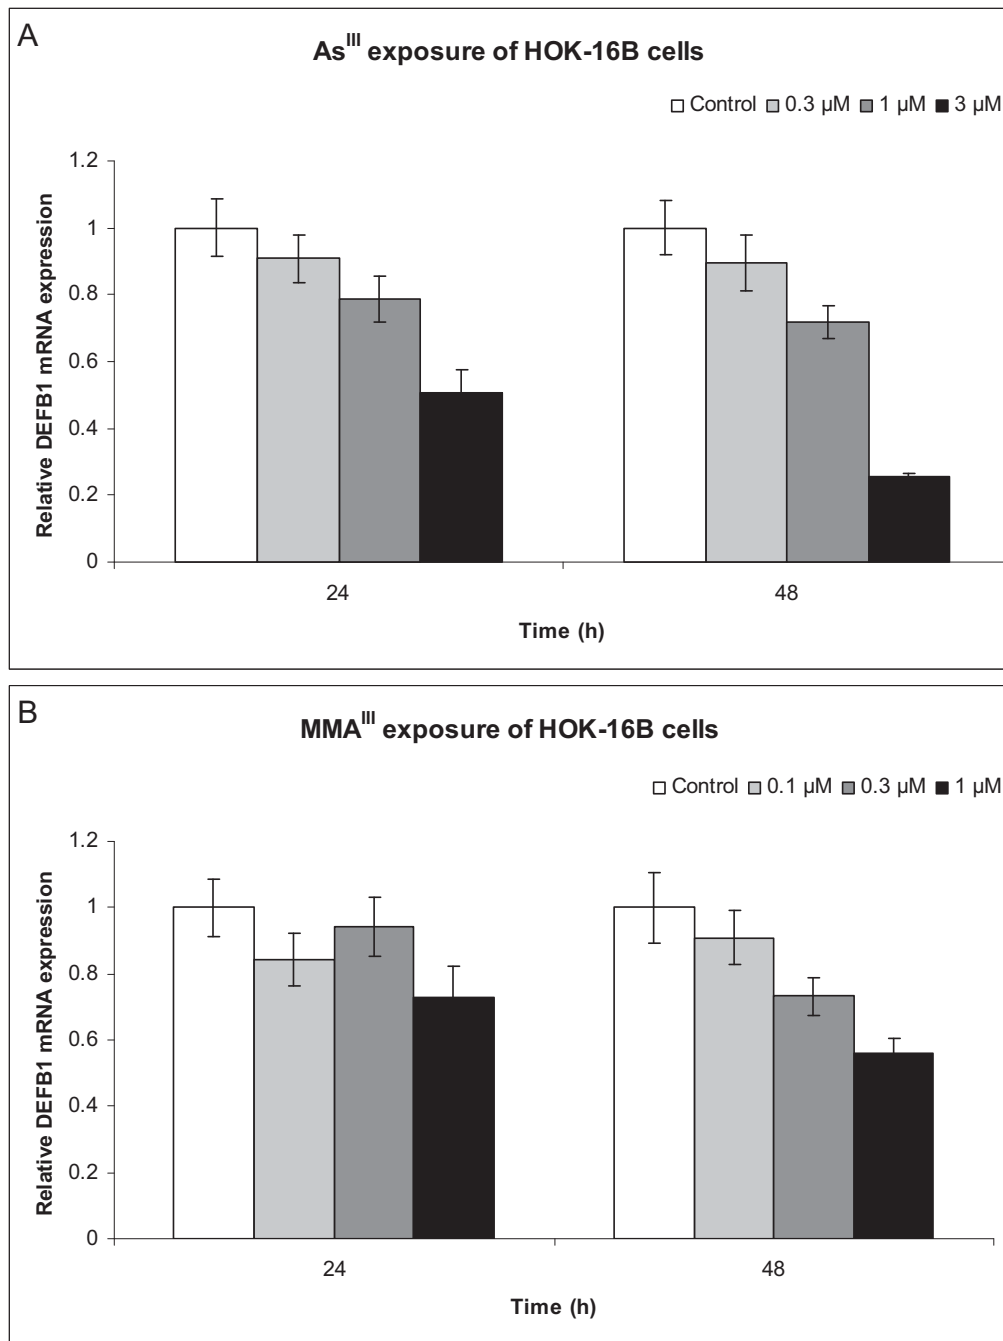 A
As^III exposure of HOK-16B cells
Control 0.3 µM 1 µM 3 µM
1.2
1
0.8
0.6
0.4
0.2
0
Relative DEFB1 mRNA expression
24 48
Time (h)
B
MMA^III exposure of HOK-16B cells
Control 0.1 µM 0.3 µM 1 µM
1.2
1
0.8
0.6
0.4
0.2
0
Relative DEFB1 mRNA expression
24 48
Time (h)